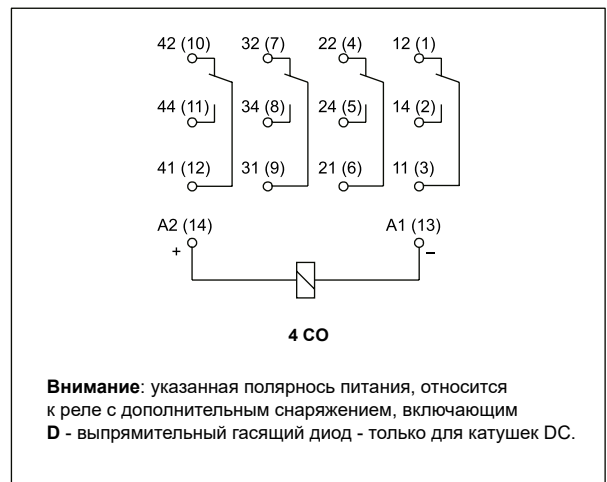 42 (10) 32 (7) 22 (4) 12 (1)
44 (11) 34 (8) 24 (5) 14 (2)
41 (12) 31 (9) 21 (6) 11 (3)
A2 (14) A1 (13)
+ –
4 CO
Внимание: указанная полярнось питания, относится
к реле с дополнительным снаряжением, включающим
D - выпрямительный гасящий диод - только для катушек DC.